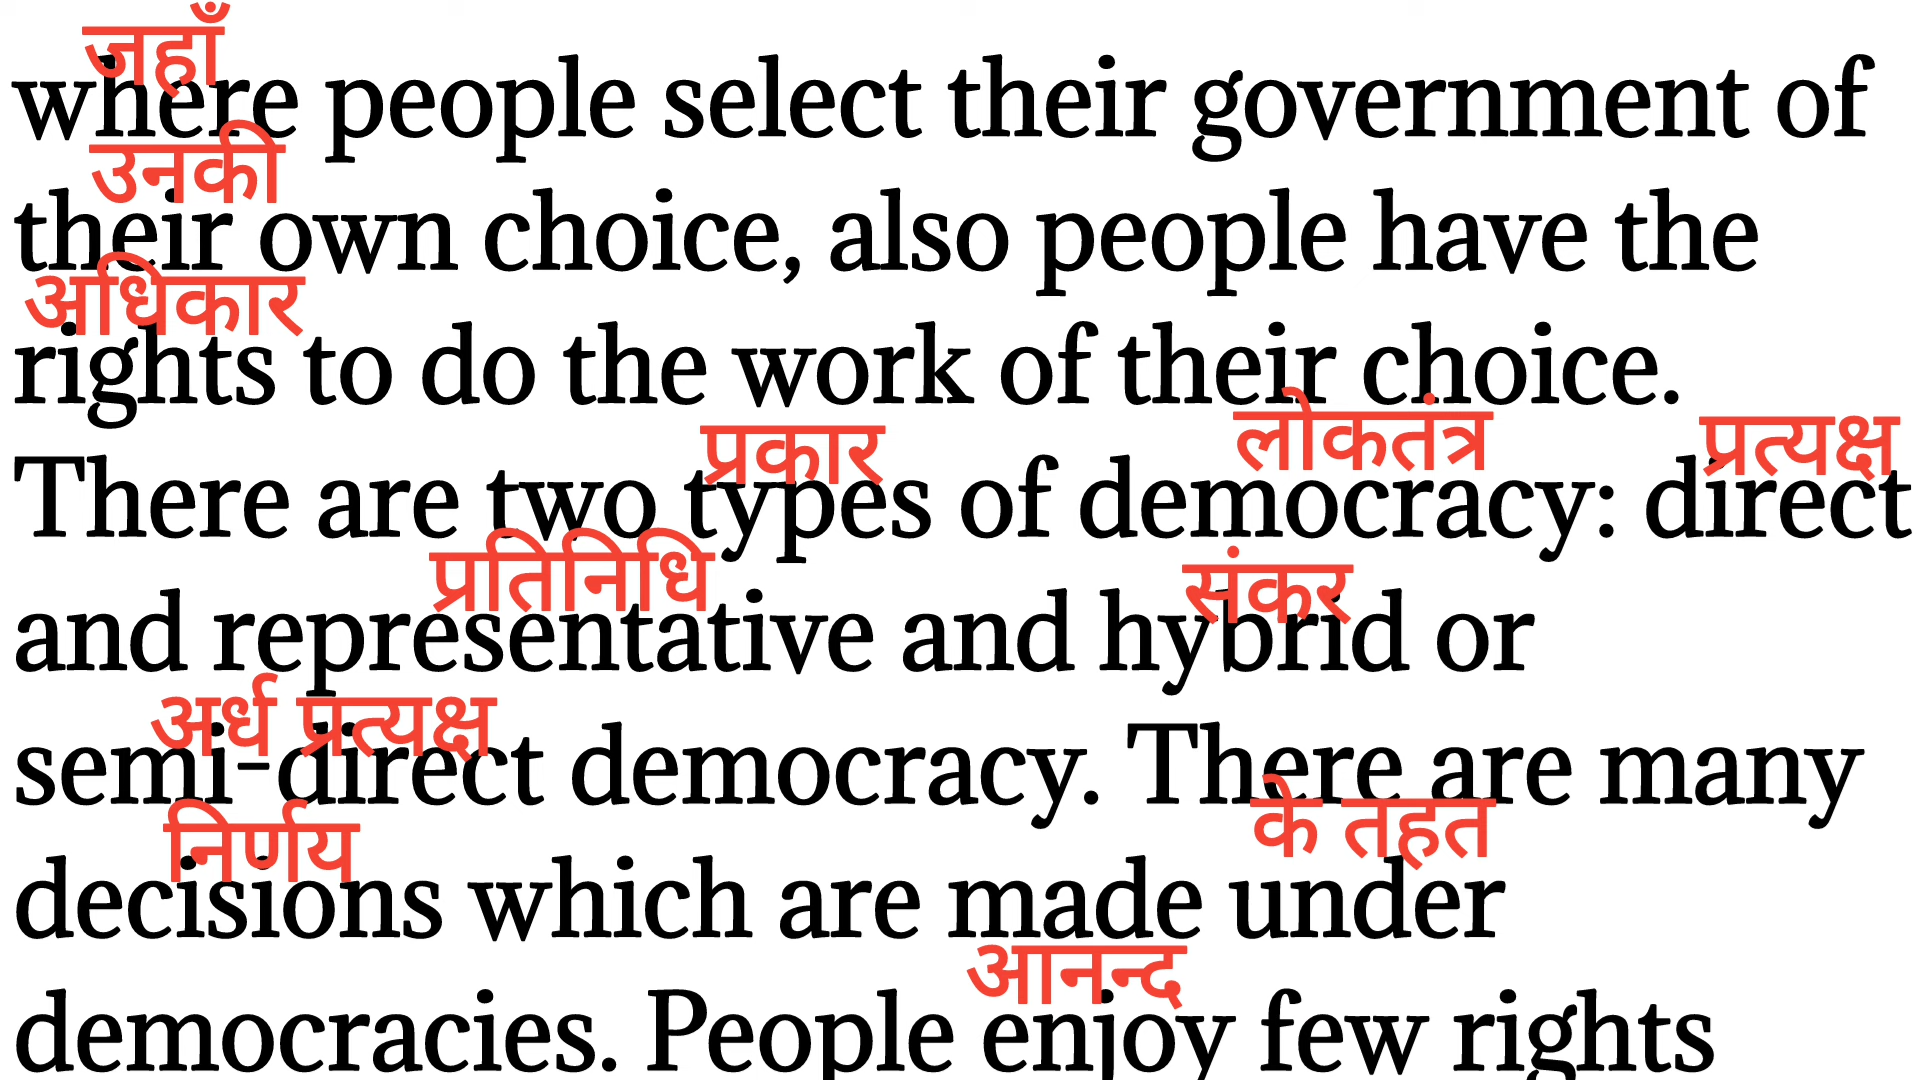 जहाँ
where people select their government of
उनकी
their own choice, also people have the
अधिकार
rights to do the work of their choice.
प्रकार लोकतंत्र प्रत्यक्ष
There are two types of democracy: direct
प्रतिनिधि संकर
and representative and hybrid or
अर्ध प्रत्यक्ष
semi-direct democracy. There are many
निर्णय के तहत
decisions which are made under
आनन्द
democracies. People enjoy few rights